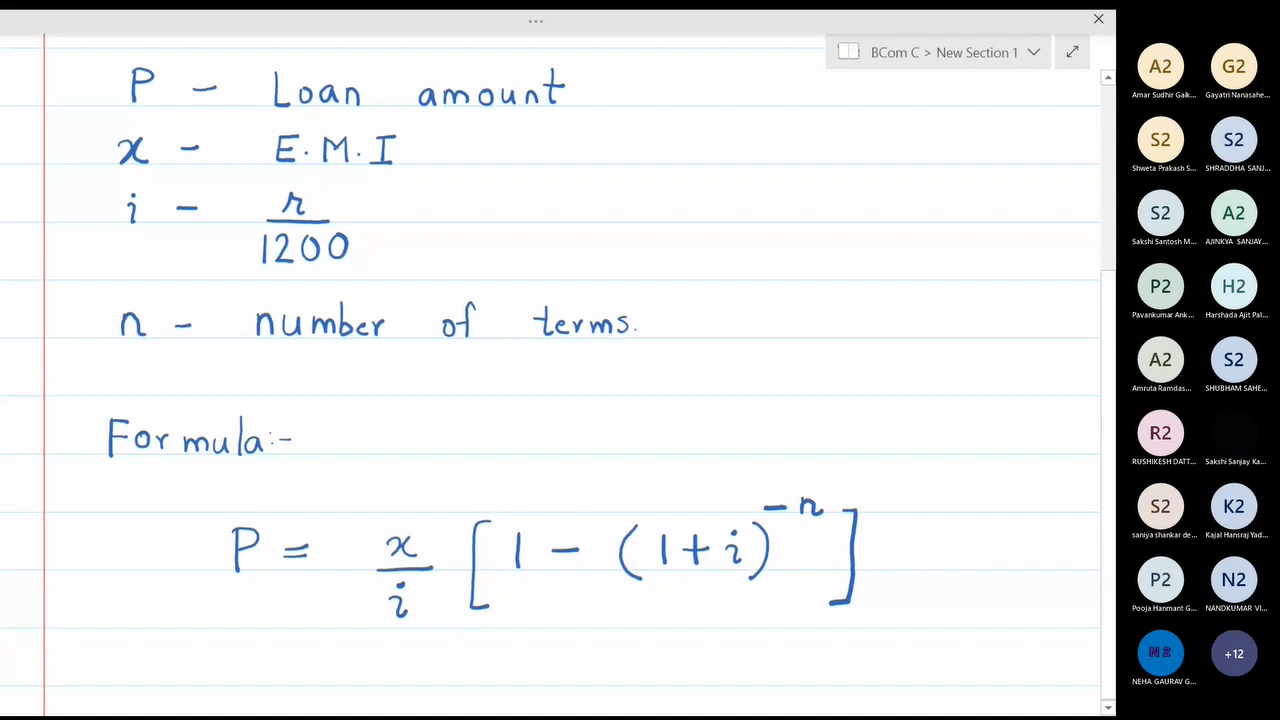 BCom C > New Section 1
P - Loan amount
x - E.M.I
i - r/1200
n - number of terms.
Formula:-
P = x/i [1 - (1+i)^-n]
A2 G2
Amar Sudhir Gaik... Gayatri Nanasahe...
S2 S2
Shweta Prakash S... SHRADDHA SANJ...
S2 A2
Sakshi Santosh M... AJINKYA SANJAY...
P2 H2
Pavankumar Ank... Harshada Ajit Pal...
A2 S2
Amruta Ramdas... SHUBHAM SAHE...
R2
RUSHIKESH DATT... Sakshi Sanjay Ka...
S2 K2
saniya shankar de... Kajal Hansraj Yad...
P2 N2
Pooja Hanmant G... NANDKUMAR VI...
N2 +12
NEHA GAURAV G...